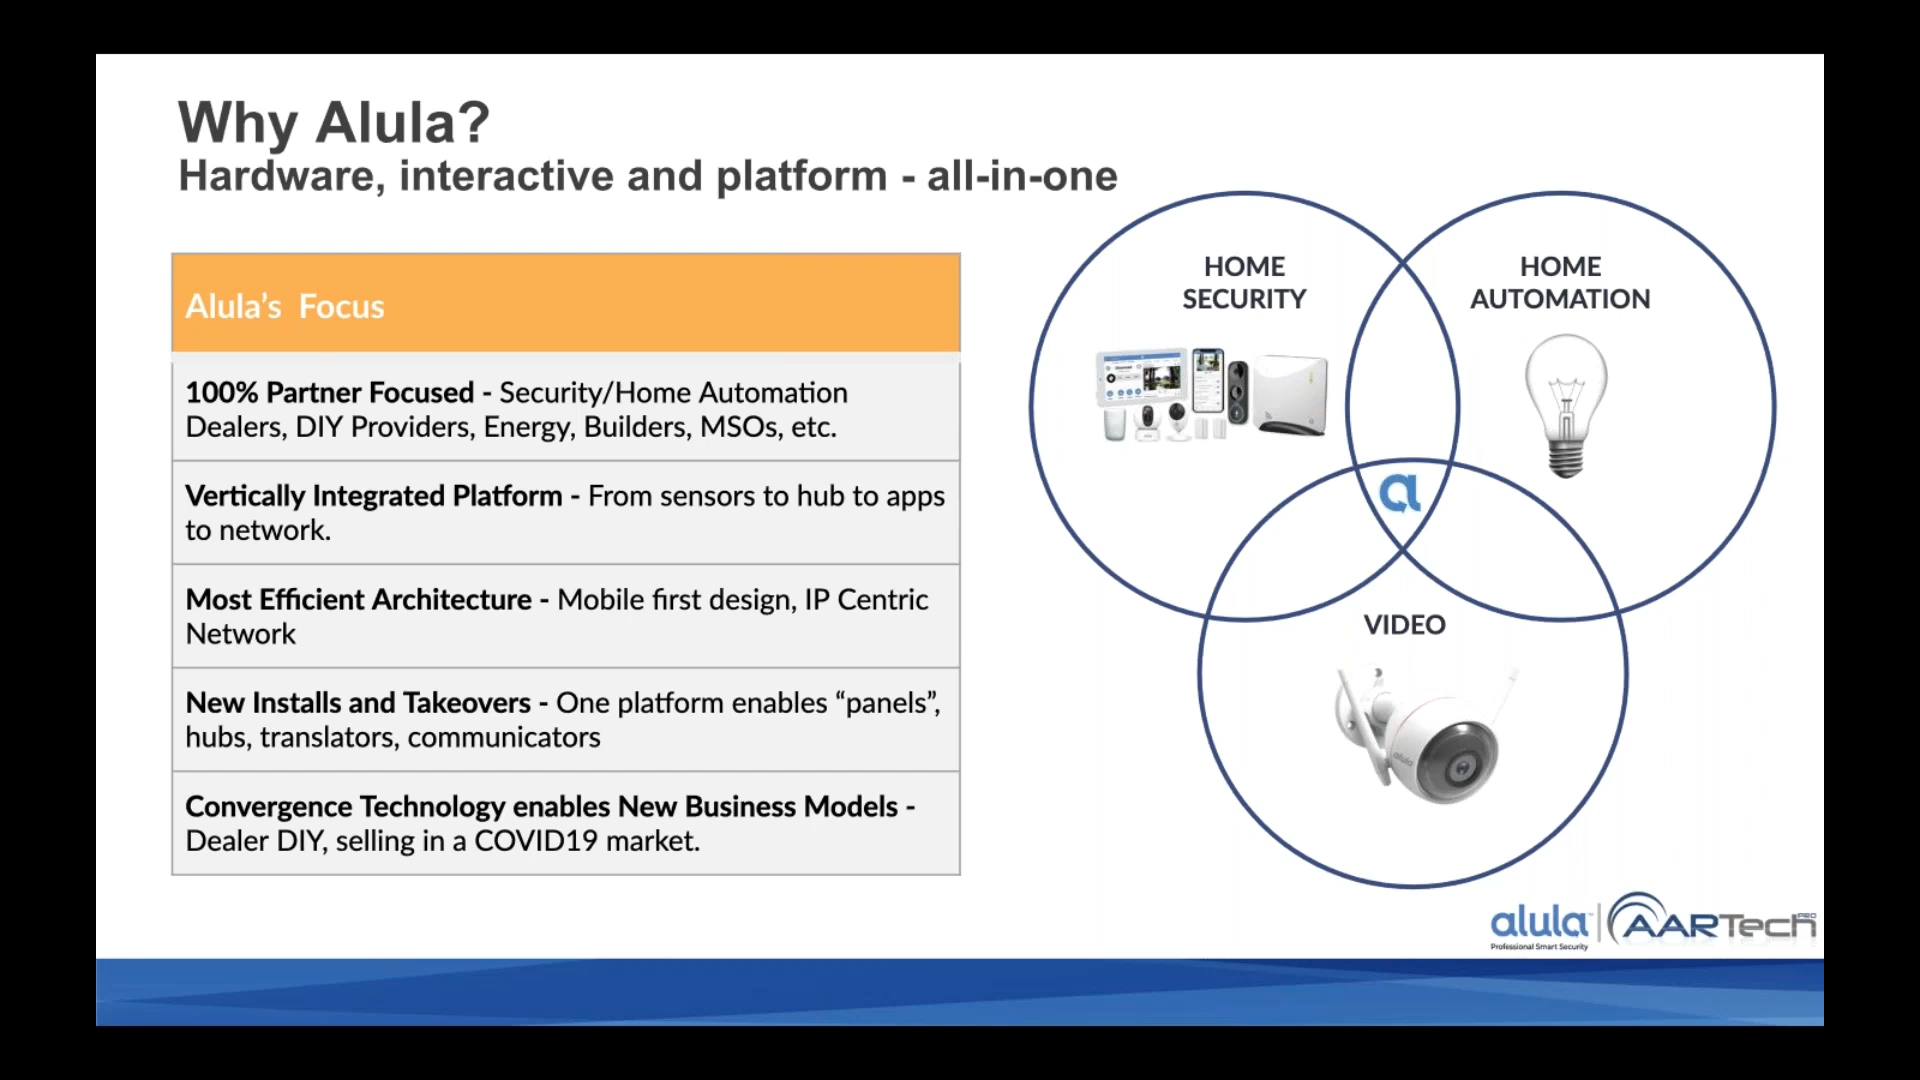 Why Alula?
Hardware, interactive and platform - all-in-one
Alula's  Focus
100% Partner Focused - Security/Home Automation
Dealers, DIY Providers, Energy, Builders, MSOs, etc.
Vertically Integrated Platform - From sensors to hub to apps
to network.
Most Efficient Architecture - Mobile first design, IP Centric
Network
New Installs and Takeovers - One platform enables “panels”,
hubs, translators, communicators
Convergence Technology enables New Business Models -
Dealer DIY, selling in a COVID19 market.
HOME
SECURITY
HOME
AUTOMATION
VIDEO
alula
alula
Professional Smart Security
AARTech PRO